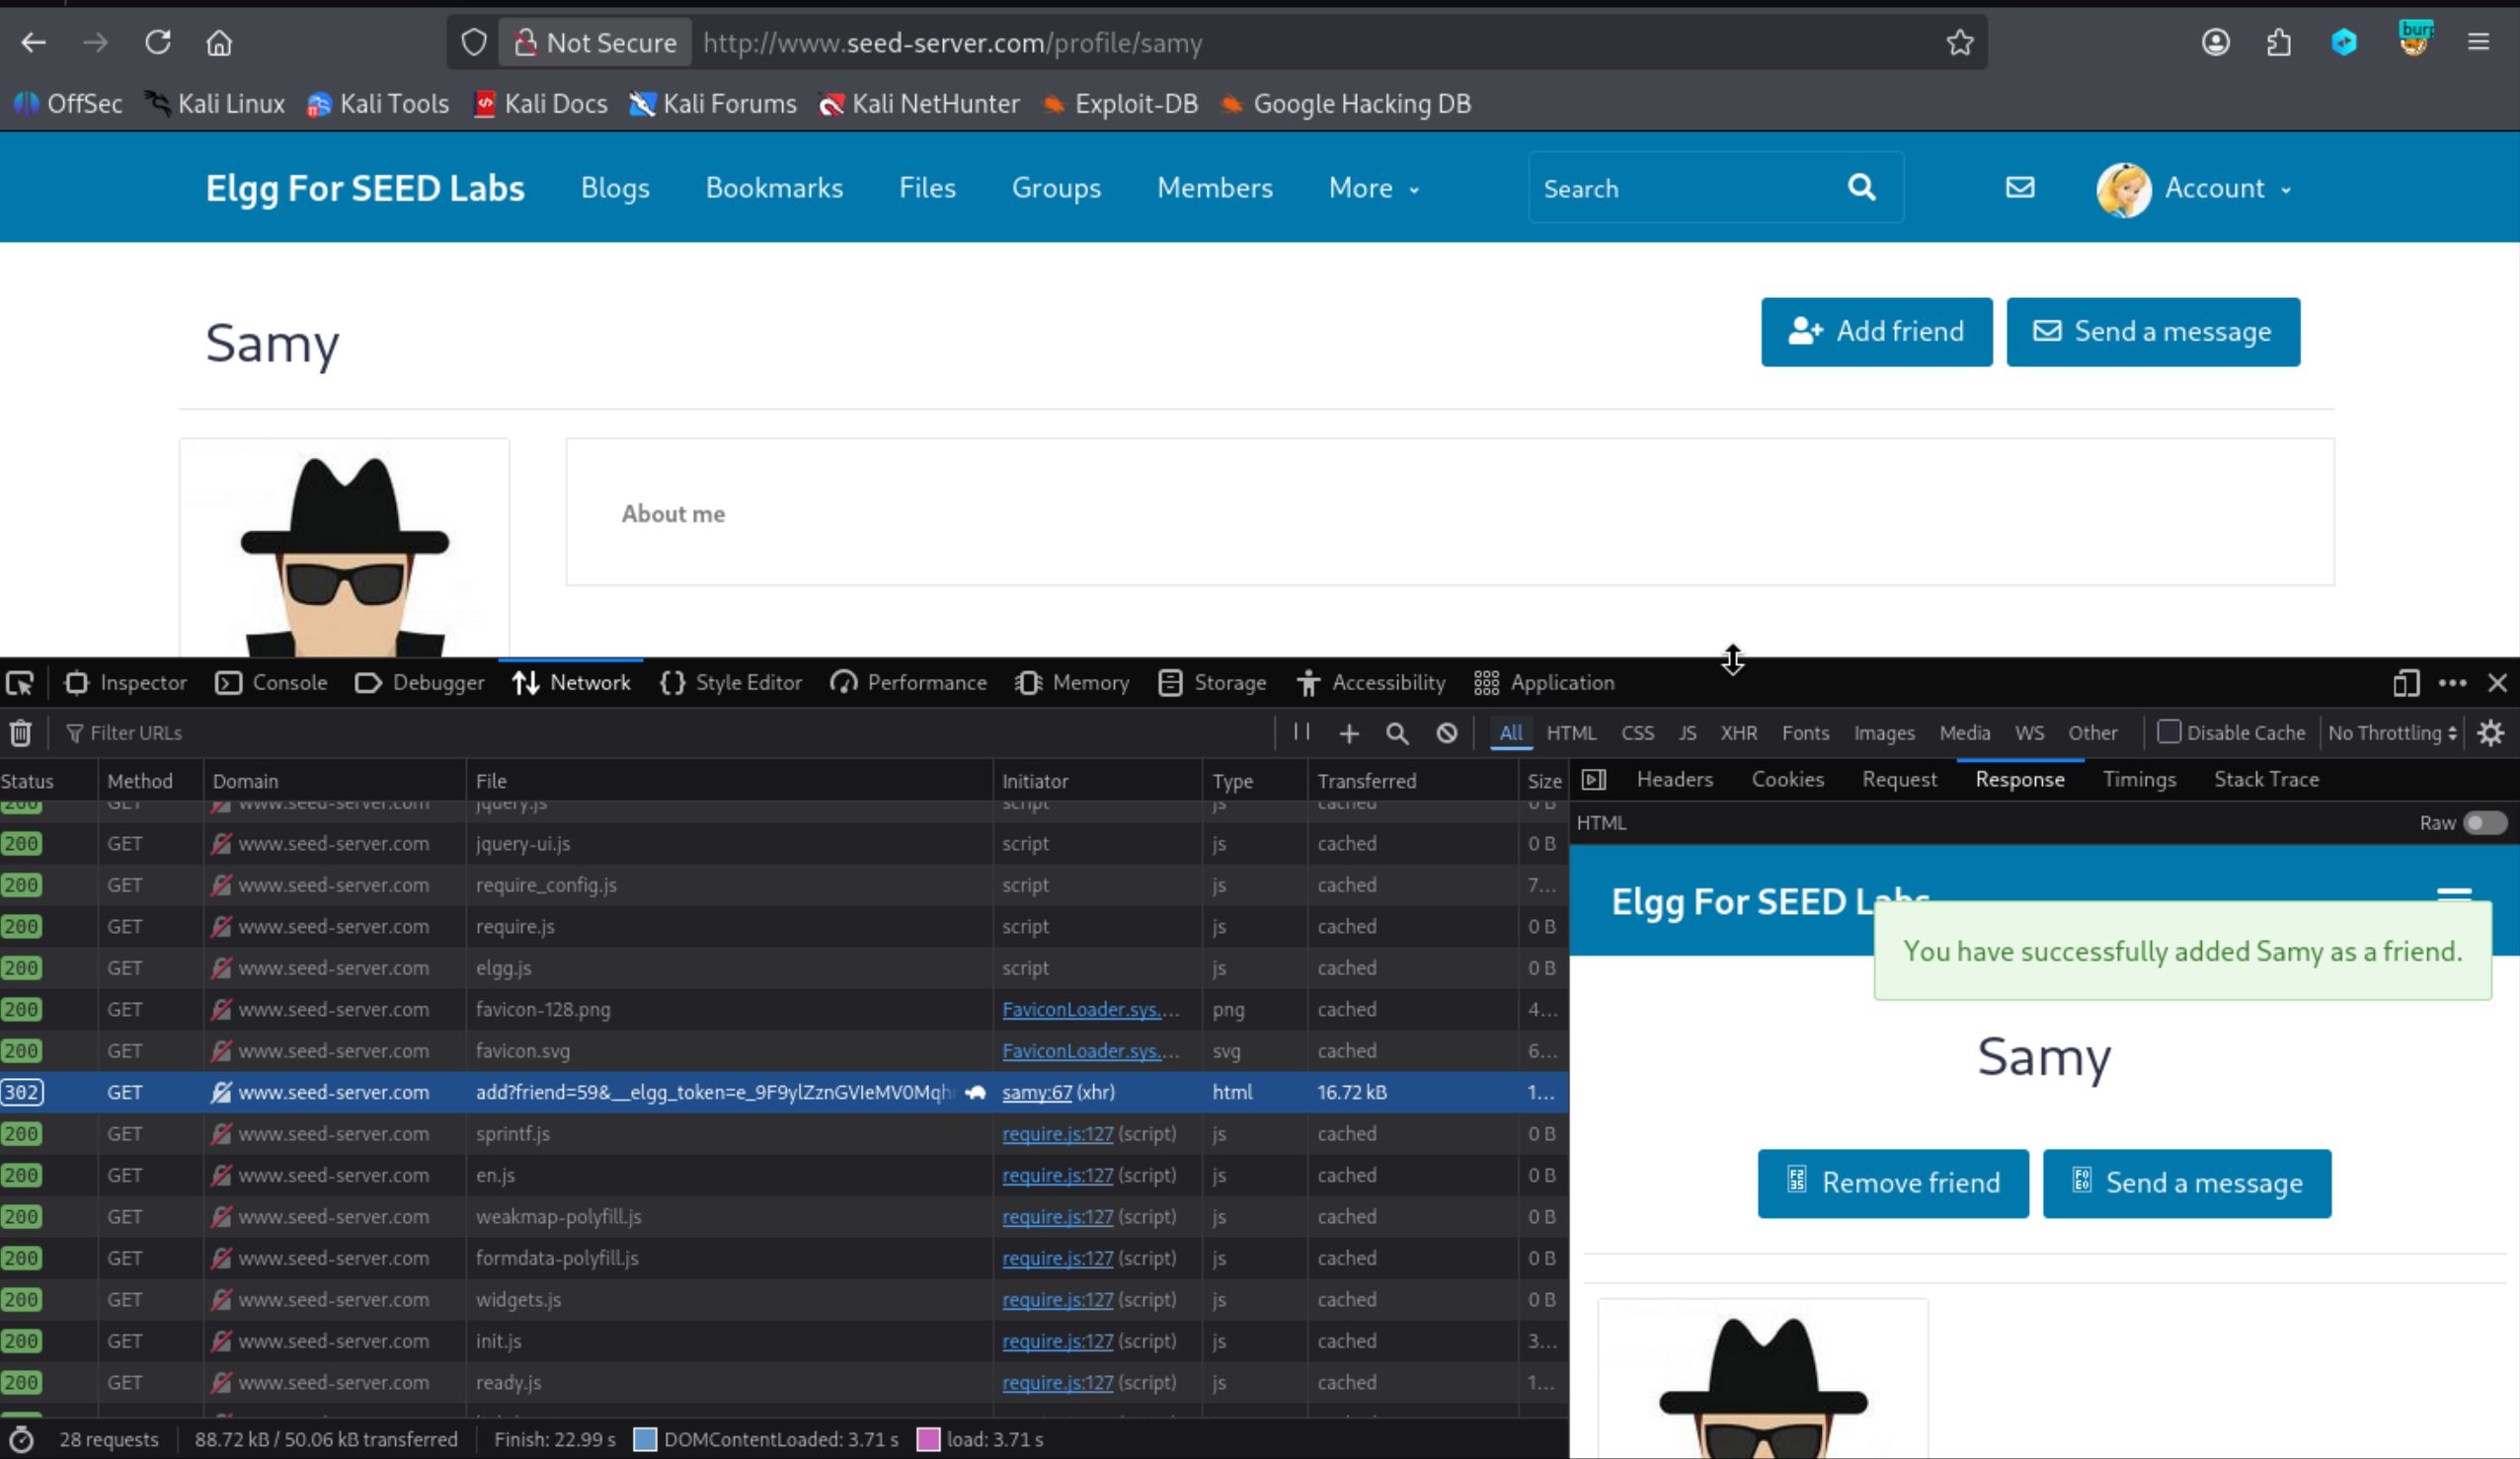 Not Secure http://www.seed-server.com/profile/samy
OffSec Kali Linux Kali Tools Kali Docs Kali Forums Kali NetHunter Exploit-DB Google Hacking DB
Elgg For SEED Labs Blogs Bookmarks Files Groups Members More Search Account
Samy Add friend Send a message
About me
Inspector Console Debugger Network Style Editor Performance Memory Storage Accessibility Application
Filter URLs All HTML CSS JS XHR Fonts Images Media WS Other Disable Cache No Throttling
Status Method Domain File Initiator Type Transferred Size
200 GET www.seed-server.com jquery.js script js cached 0 B
200 GET www.seed-server.com jquery-ui.js script js cached 0 B
200 GET www.seed-server.com require_config.js script js cached 7...
200 GET www.seed-server.com require.js script js cached 0 B
200 GET www.seed-server.com elgg.js script js cached 0 B
200 GET www.seed-server.com favicon-128.png FaviconLoader.sys.... png cached 4...
200 GET www.seed-server.com favicon.svg FaviconLoader.sys.... svg cached 6...
302 GET www.seed-server.com add?friend=59&__elgg_token=e_9F9ylZznGVIeMV0Mqh samy:67 (xhr) html 16.72 kB 1...
200 GET www.seed-server.com sprintf.js require.js:127 (script) js cached 0 B
200 GET www.seed-server.com en.js require.js:127 (script) js cached 0 B
200 GET www.seed-server.com weakmap-polyfill.js require.js:127 (script) js cached 0 B
200 GET www.seed-server.com formdata-polyfill.js require.js:127 (script) js cached 0 B
200 GET www.seed-server.com widgets.js require.js:127 (script) js cached 0 B
200 GET www.seed-server.com init.js require.js:127 (script) js cached 3...
200 GET www.seed-server.com ready.js require.js:127 (script) js cached 1...
28 requests 88.72 kB / 50.06 kB transferred Finish: 22.99 s DOMContentLoaded: 3.71 s load: 3.71 s
Headers Cookies Request Response Timings Stack Trace
HTML Raw
Elgg For SEED Labs
You have successfully added Samy as a friend.
Samy
Remove friend Send a message